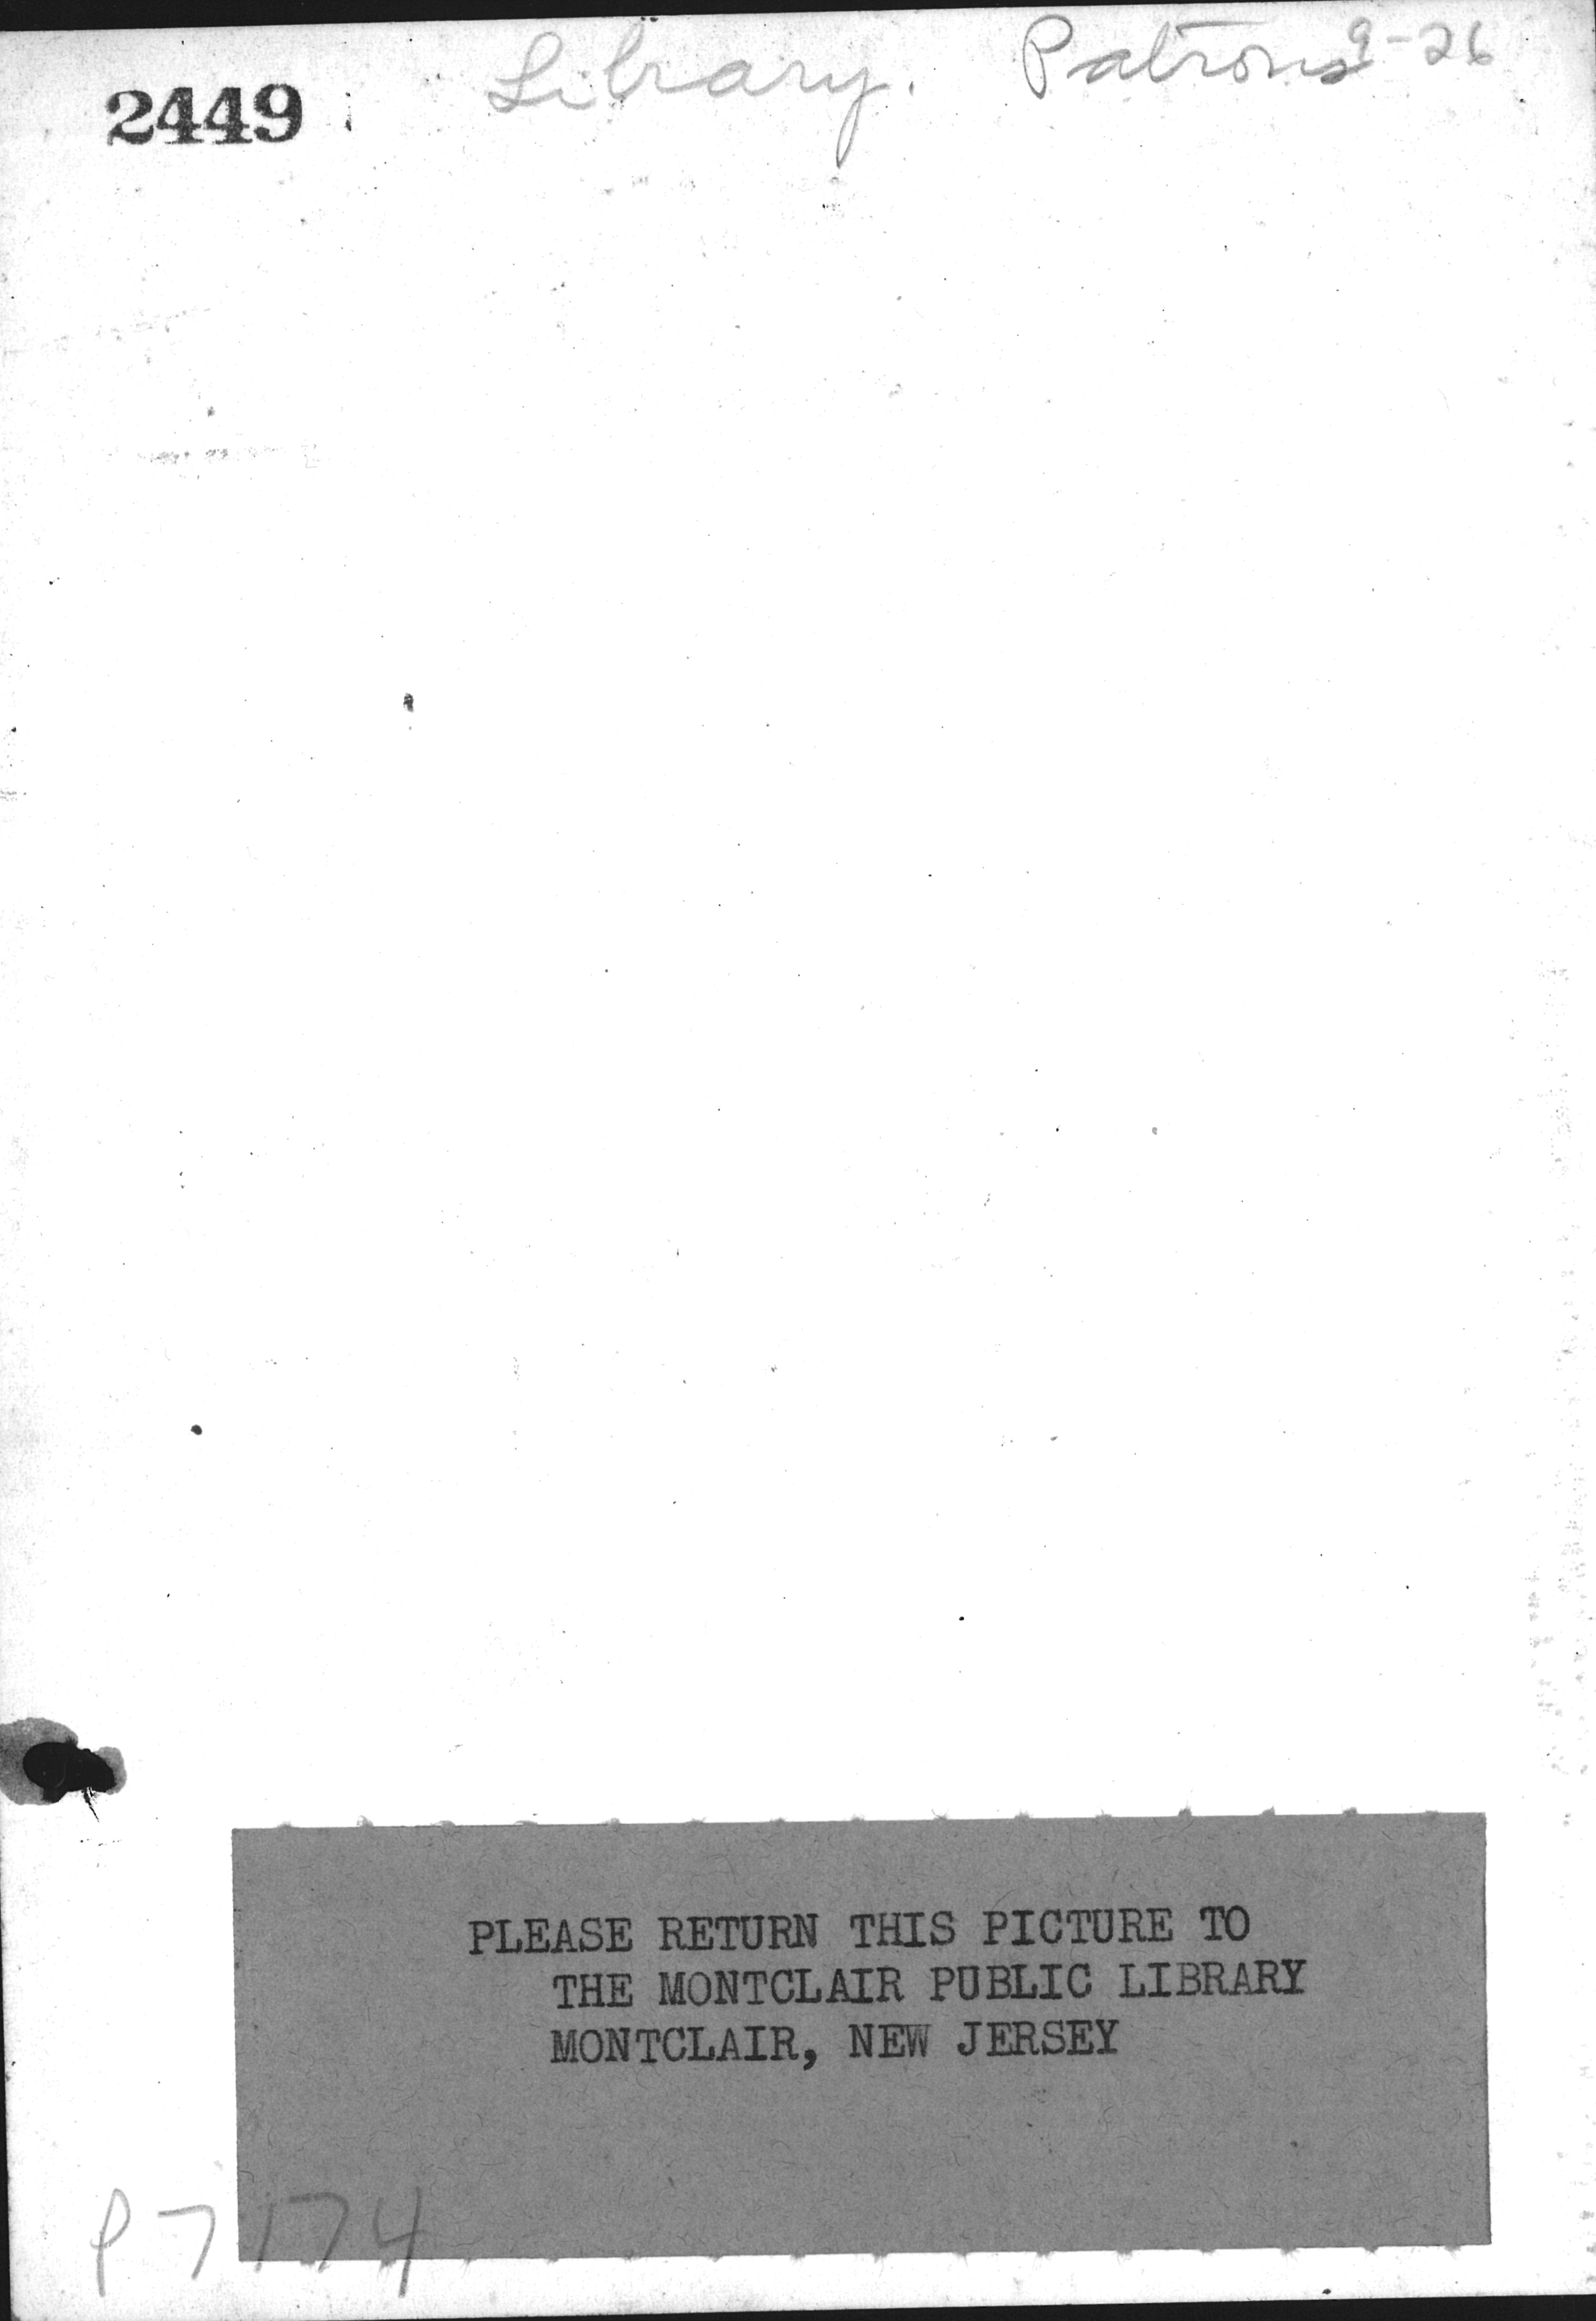 2449 Library. Patrons 9-26
PLEASE RETURN THIS PICTURE TO
THE MONTCLAIR PUBLIC LIBRARY
MONTCLAIR, NEW JERSEY
P7174